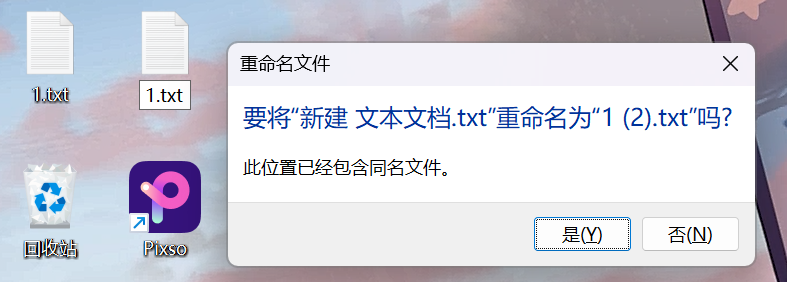 1.txt
1.txt
回收站
Pixso
重命名文件
要将“新建 文本文档.txt”重命名为“1 (2).txt”吗?
此位置已经包含同名文件。
是(Y)
否(N)